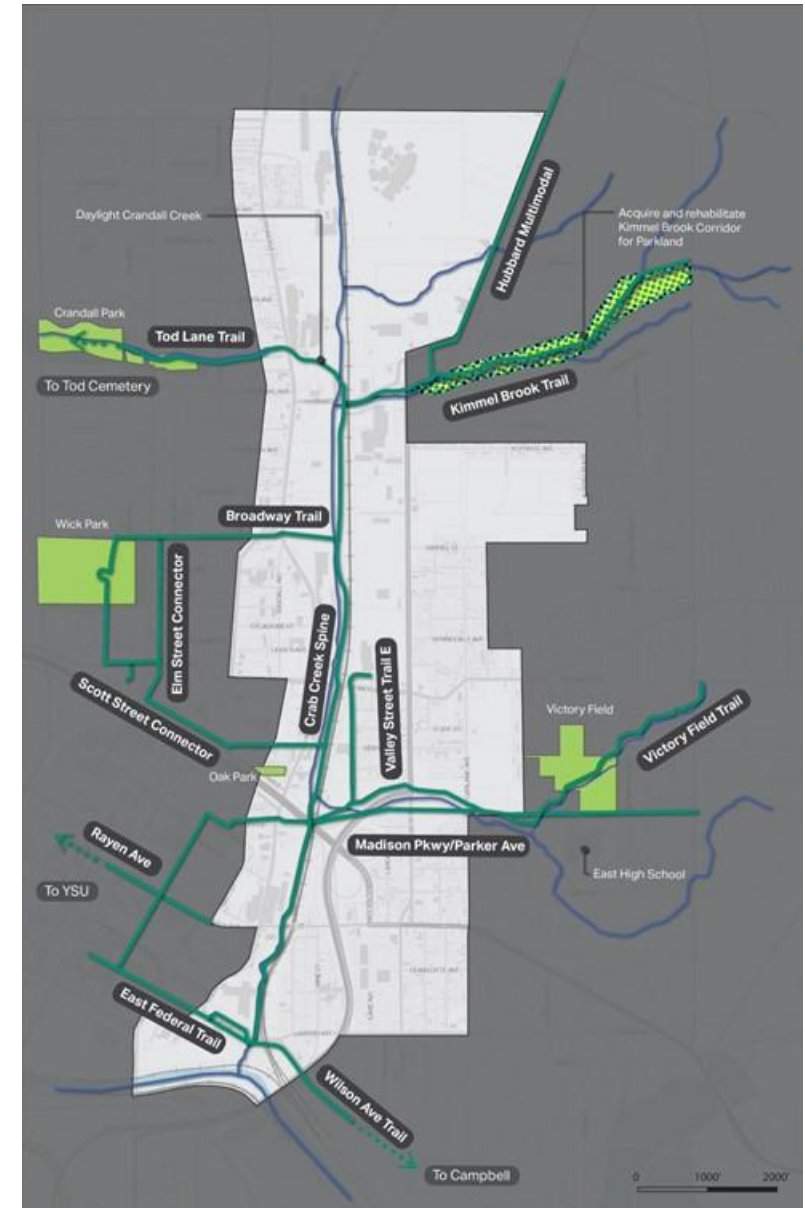 Hubbard Multimodal
Daylight Crandall Creek
Acquire and rehabilitate
Kimmel Brook Corridor
for Parkland
Crandall Park
Tod Lane Trail
To Tod Cemetery
Kimmel Brook Trail
Broadway Trail
Wick Park
Elm Street Connector
Crab Creek Spine
Valley Street Trail E
Scott Street Connector
Victory Field
Victory Field Trail
Oak Park
Madison Pkwy/Parker Ave
Rayen Ave
East High School
To YSU
East Federal Trail
Wilson Ave Trail
To Campbell
0 1000' 2000'